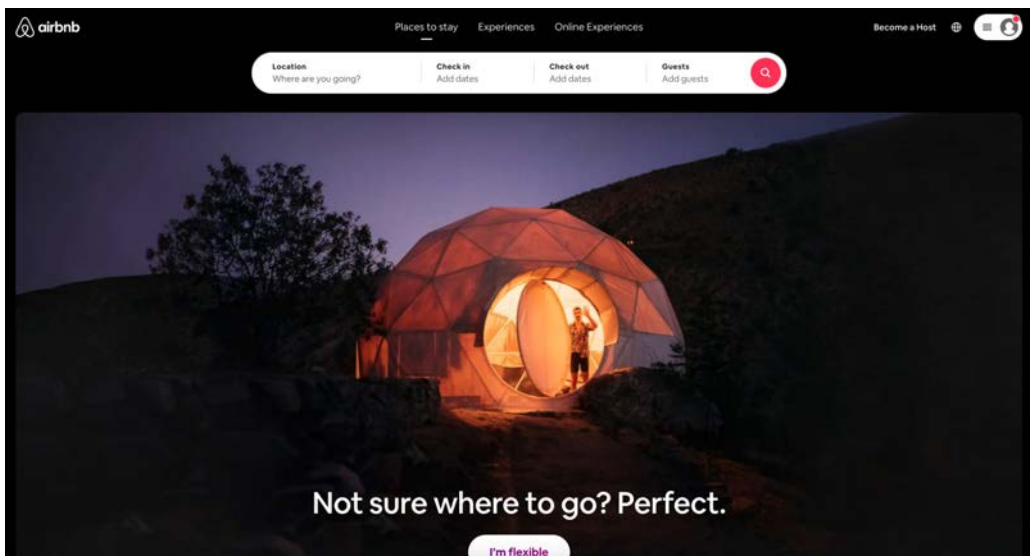 airbnb
Places to stay Experiences Online Experiences
Become a Host
Location Check in Check out Guests
Where are you going? Add dates Add dates Add guests
Not sure where to go? Perfect.
I'm flexible